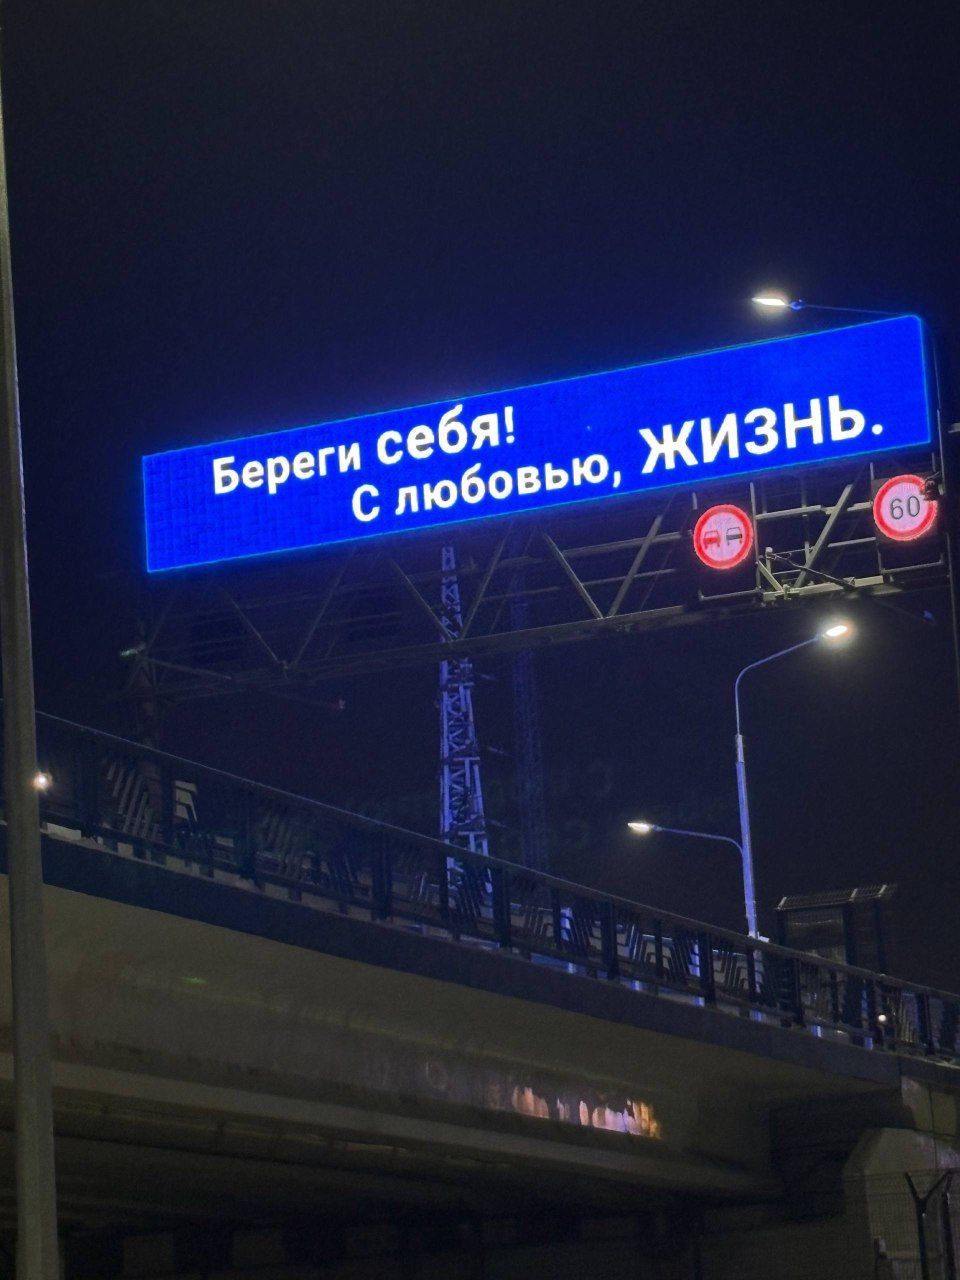 Береги себя!
С любовью, ЖИЗНЬ.
60